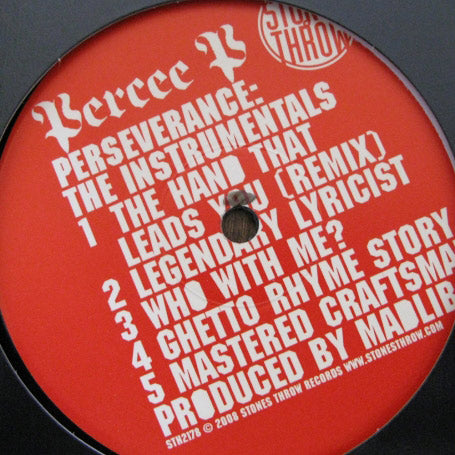 STONES
THROW
Percee P
PERSEVERANCE:
THE INSTRUMENTALS
1 THE HAND THAT
LEADS YOU (REMIX)
2 LEGENDARY LYRICIST
3 WHO WITH ME?
4 GHETTO RHYME STORY
5 MASTERED CRAFTSMA
PRODUCED BY MADLIB
STH2178 © 2008 STONES THROW RECORDS WWW.STONESTHROW.COM